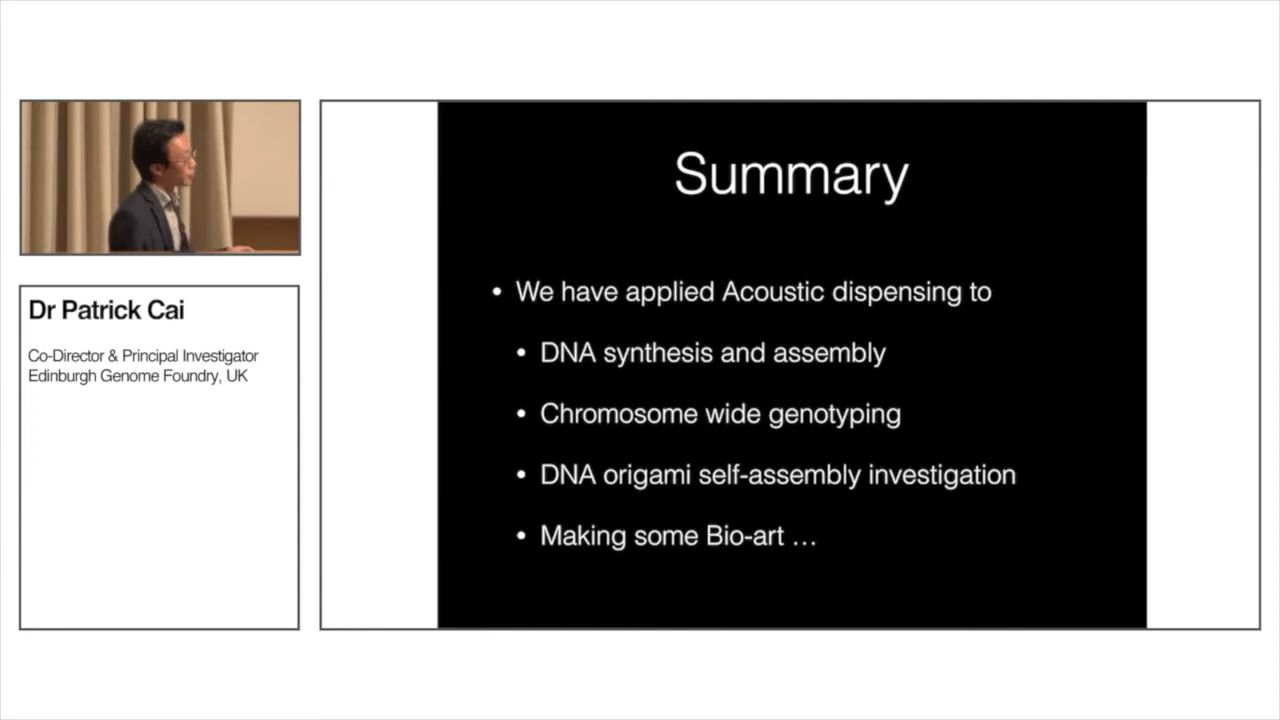 Dr Patrick Cai
Co-Director & Principal Investigator
Edinburgh Genome Foundry, UK
Summary
• We have applied Acoustic dispensing to
• DNA synthesis and assembly
• Chromosome wide genotyping
• DNA origami self-assembly investigation
• Making some Bio-art …